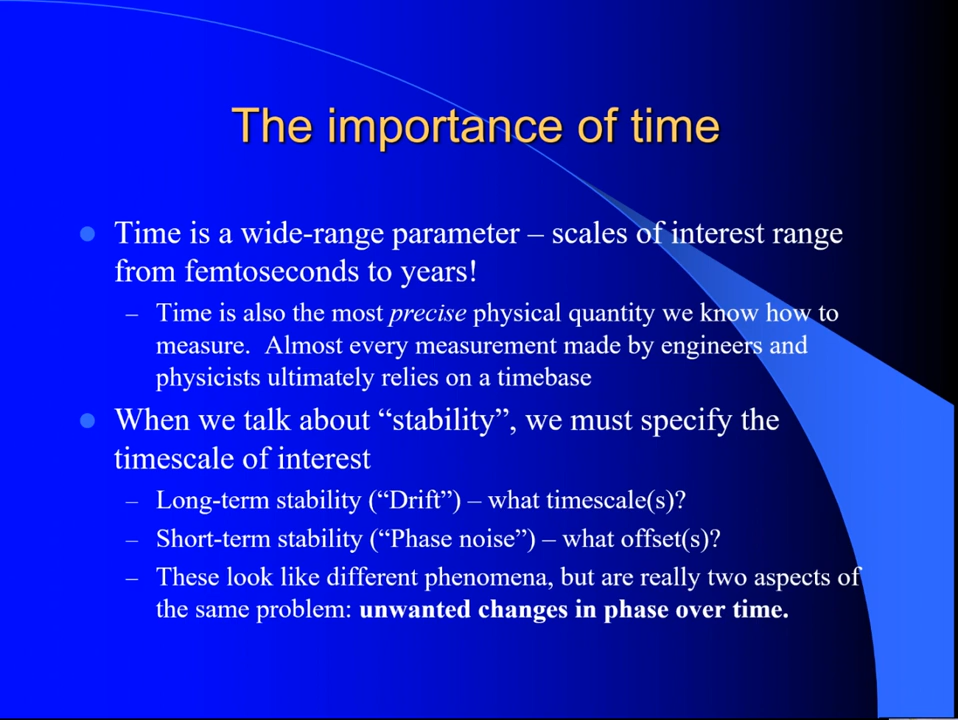 The importance of time
Time is a wide-range parameter – scales of interest range
from femtoseconds to years!
– Time is also the most precise physical quantity we know how to
measure.  Almost every measurement made by engineers and
physicists ultimately relies on a timebase
When we talk about “stability”, we must specify the
timescale of interest
– Long-term stability (“Drift”) – what timescale(s)?
– Short-term stability (“Phase noise”) – what offset(s)?
– These look like different phenomena, but are really two aspects of
the same problem: unwanted changes in phase over time.